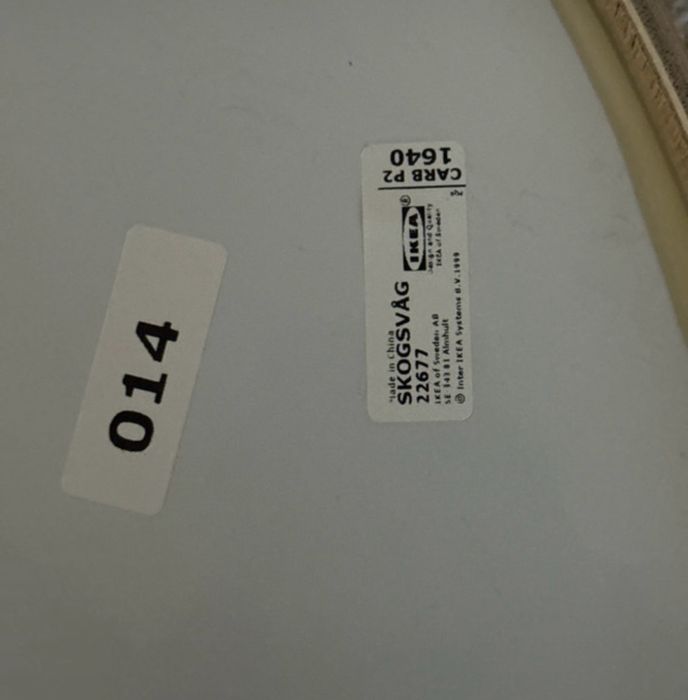 014
Made in China
SKOGSVÅG
22677
IKEA of Sweden AB
SE 343 81 Älmhult
© Inter IKEA Systems B.V. 1999
IKEA®
Design and Quality
IKEA of Sweden
CARB P2
1640